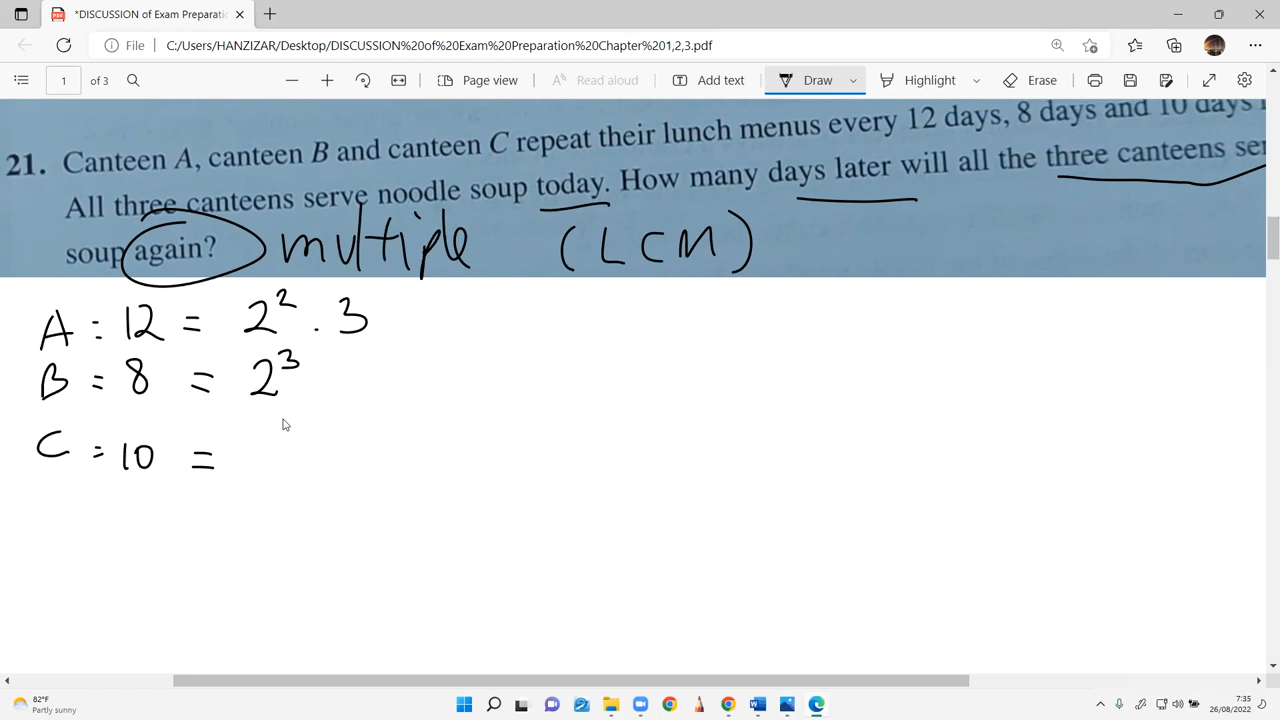 *DISCUSSION of Exam Preparatio
File C:/Users/HANZIZAR/Desktop/DISCUSSION%20of%20Exam%20Preparation%20Chapter%201,2,3.pdf
1 of 3 Page view Read aloud Add text Draw Highlight Erase
21. Canteen A, canteen B and canteen C repeat their lunch menus every 12 days, 8 days and 10 days
All three canteens serve noodle soup today. How many days later will all the three canteens ser
soup again? multiple (LCM)
A = 12 = 2² . 3
B = 8 = 2³
C = 10 =
82°F
Partly sunny
7:35
26/08/2022